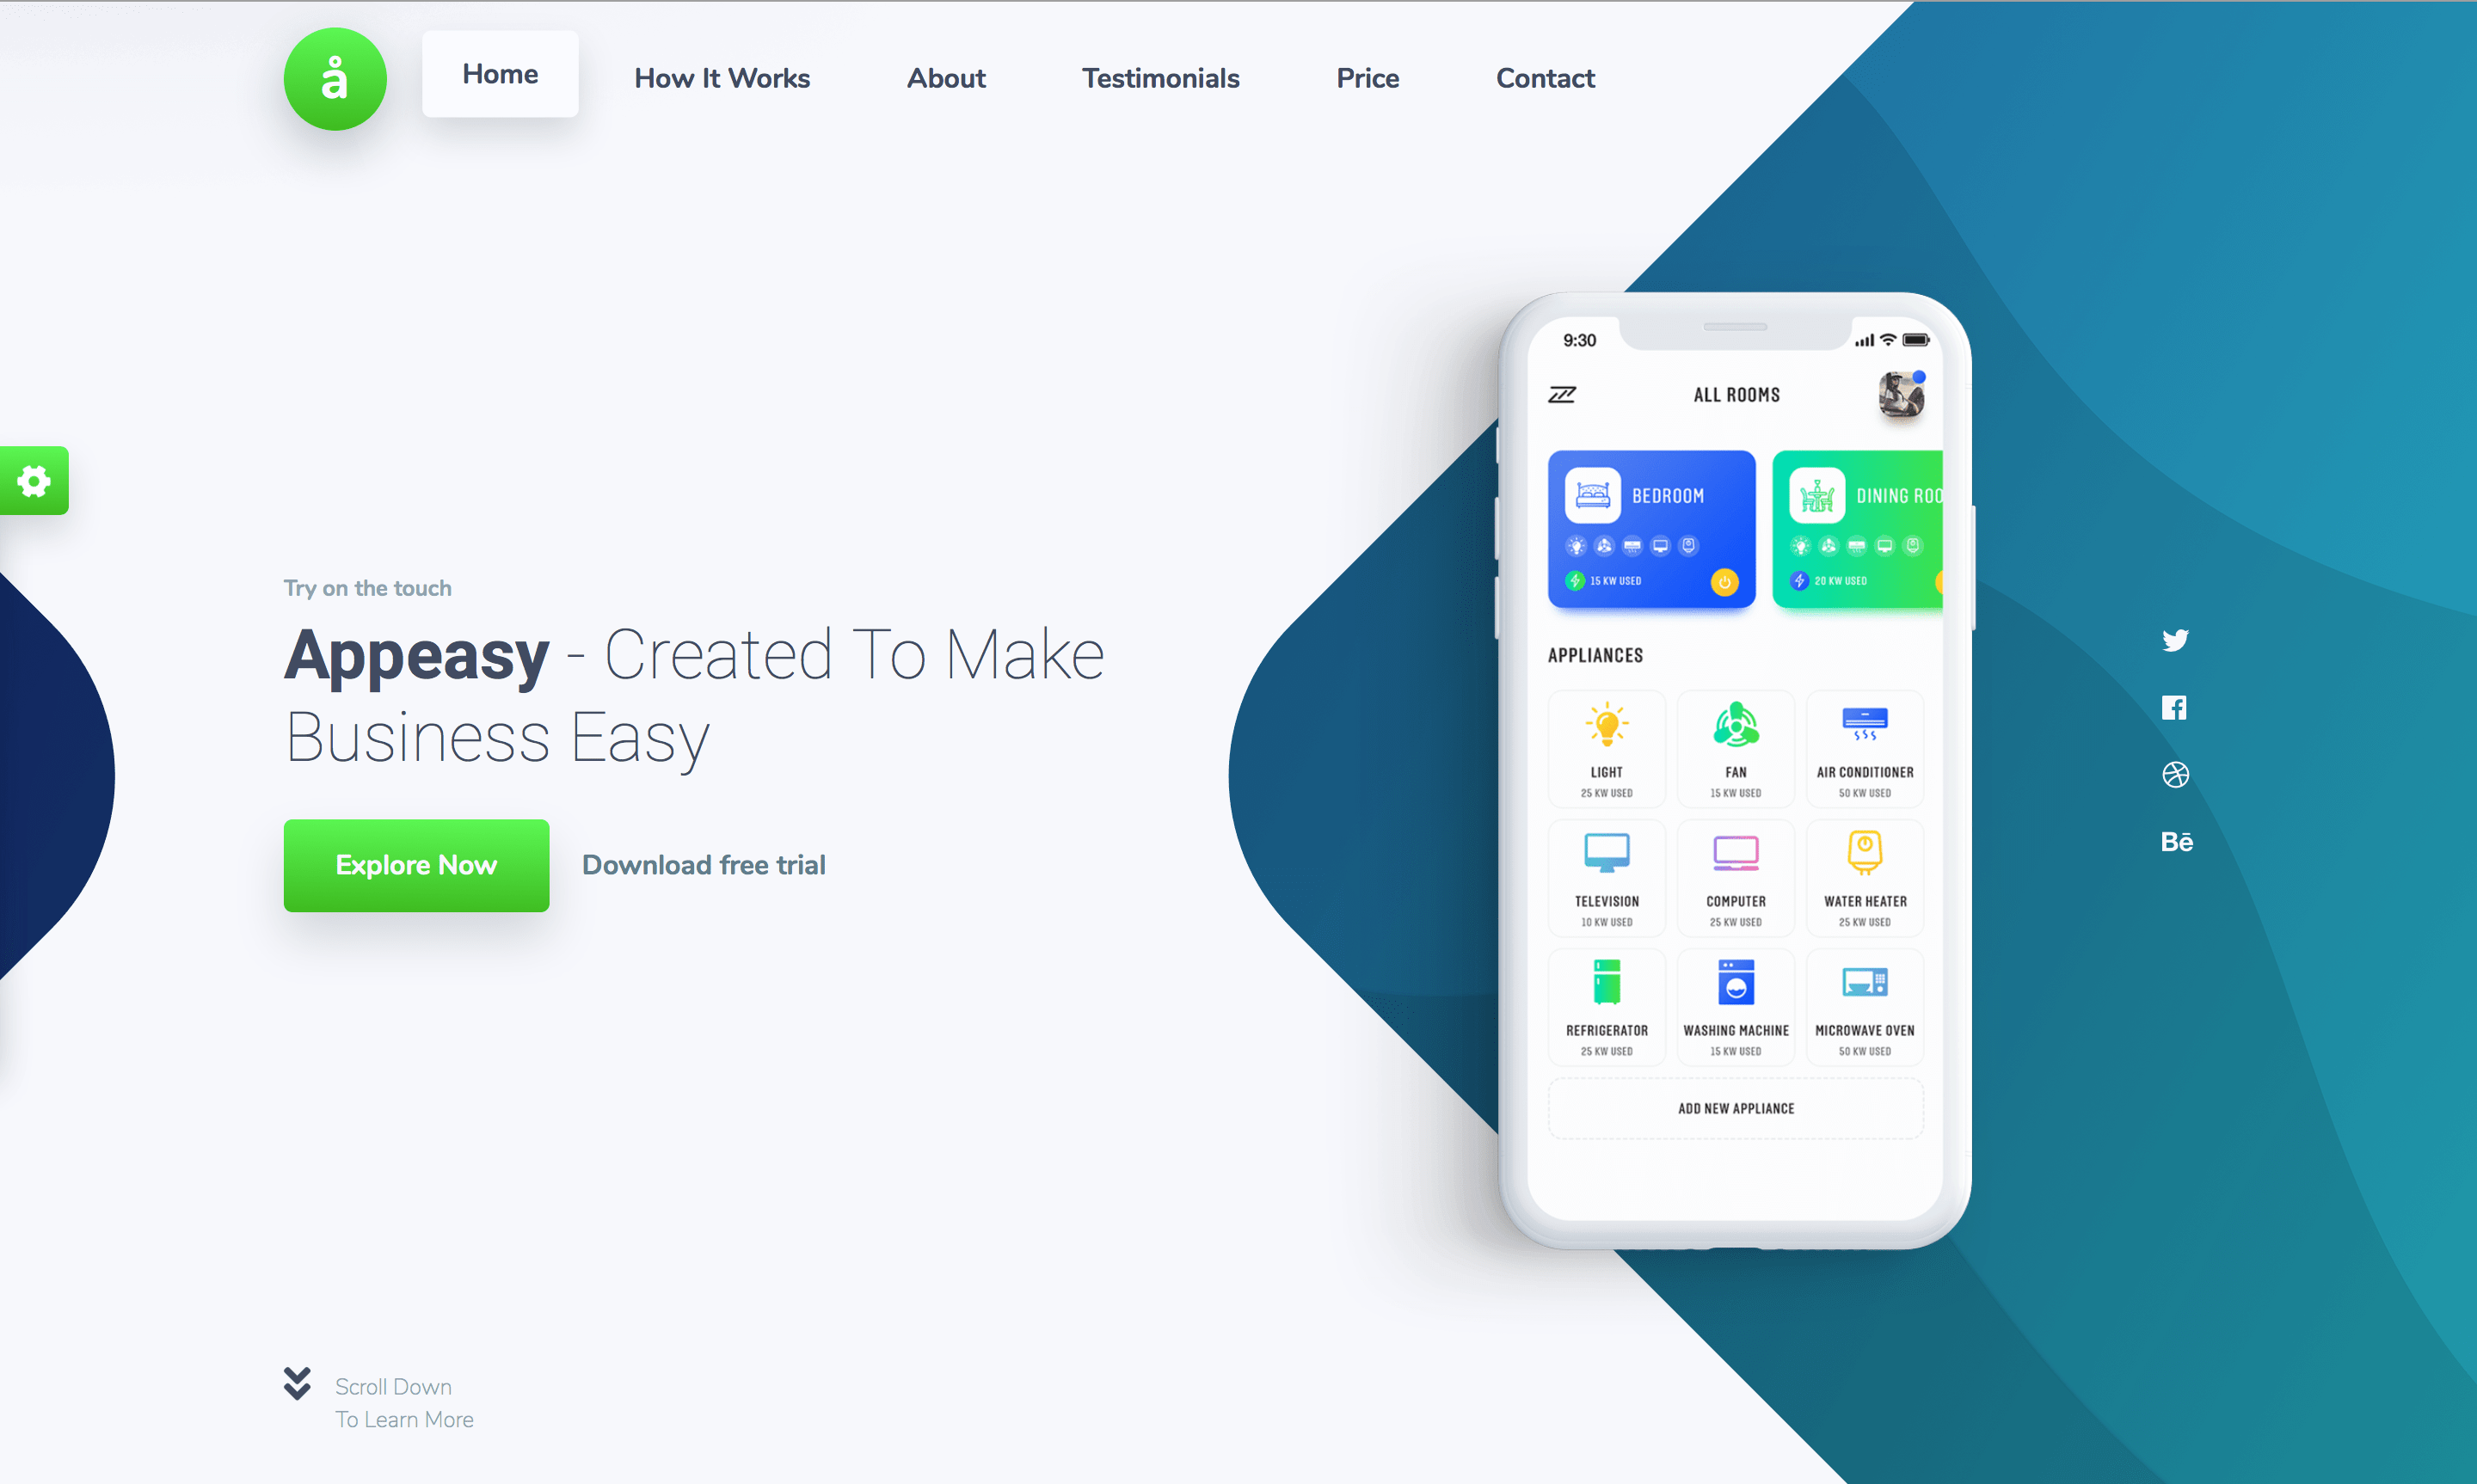 å
Home
How It Works
About
Testimonials
Price
Contact
Try on the touch
Appeasy - Created To Make
Business Easy
Explore Now
Download free trial
Scroll Down
To Learn More
9:30
ALL ROOMS
BEDROOM
15 KW USED
DINING ROO
20 KW USED
APPLIANCES
LIGHT
25 KW USED
FAN
15 KW USED
AIR CONDITIONER
50 KW USED
TELEVISION
10 KW USED
COMPUTER
25 KW USED
WATER HEATER
25 KW USED
REFRIGERATOR
25 KW USED
WASHING MACHINE
15 KW USED
MICROWAVE OVEN
50 KW USED
ADD NEW APPLIANCE
Bē